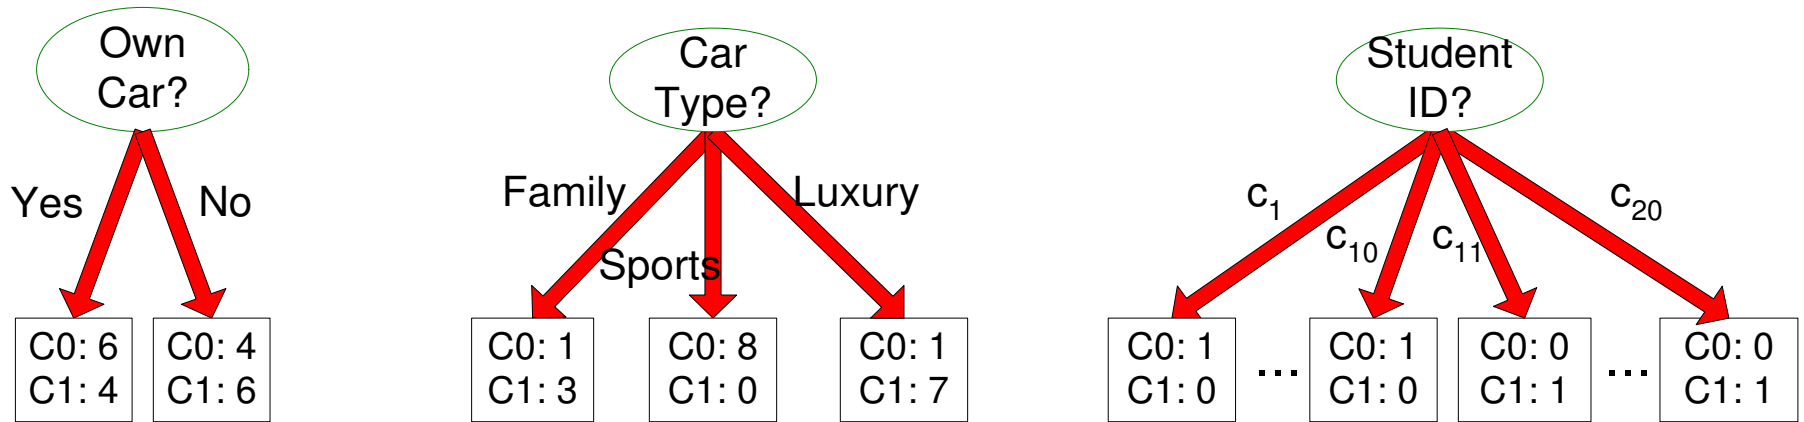 Own
Car?
Yes
No
C0: 6
C1: 4
C0: 4
C1: 6
Car
Type?
Family
Sports
Luxury
C0: 1
C1: 3
C0: 8
C1: 0
C0: 1
C1: 7
Student
ID?
c1
c10
c11
c20
C0: 1
C1: 0
...
C0: 1
C1: 0
C0: 0
C1: 1
...
C0: 0
C1: 1